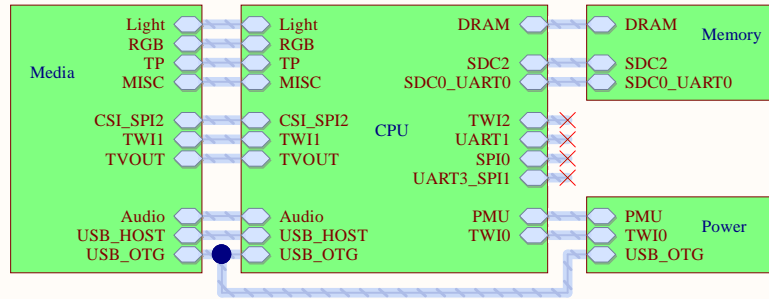 Light Light DRAM DRAM Memory
RGB RGB
TP TP SDC2 SDC2
Media
MISC MISC SDC0_UART0 SDC0_UART0
CSI_SPI2 CSI_SPI2 TWI2
CPU
TWI1 TWI1 UART1
TVOUT TVOUT SPI0
UART3_SPI1
Audio Audio PMU PMU Power
USB_HOST USB_HOST TWI0 TWI0
USB_OTG USB_OTG USB_OTG